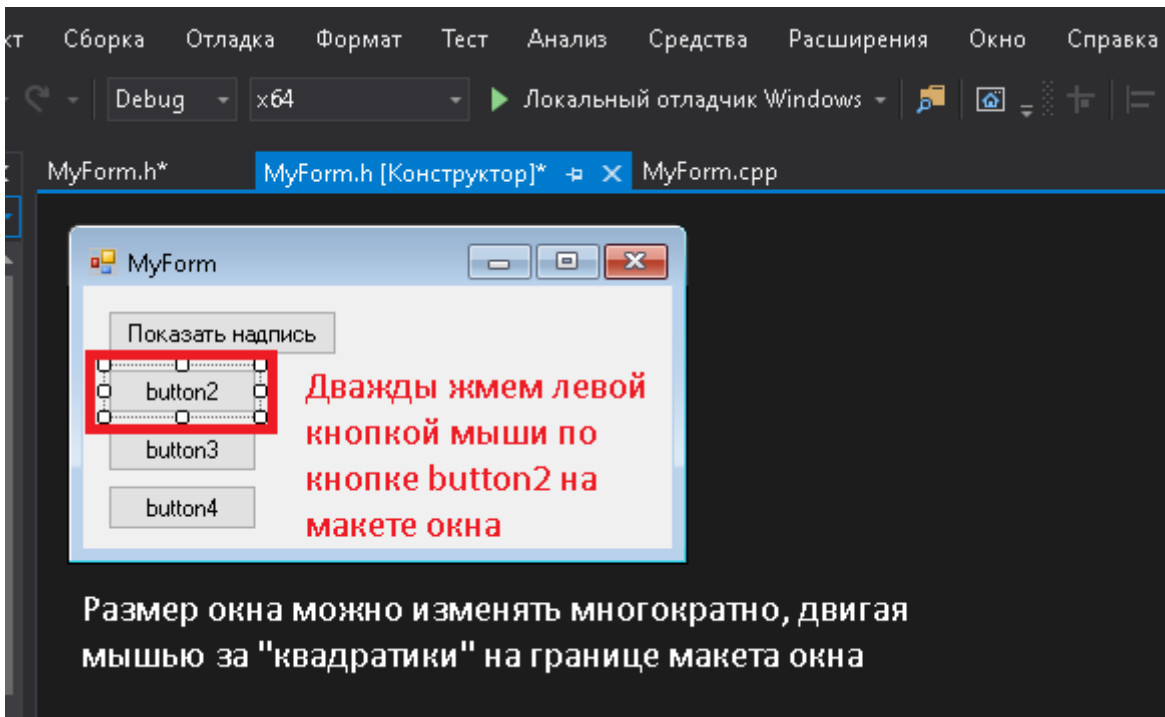 Сборка Отладка Формат Тест Анализ Средства Расширения Окно Справка
Debug x64 Локальный отладчик Windows
MyForm.h* MyForm.h [Конструктор]* MyForm.cpp
MyForm
Показать надпись
button2
button3
button4
Дважды жмем левой
кнопкой мыши по
кнопке button2 на
макете окна
Размер окна можно изменять многократно, двигая
мышью за "квадратики" на границе макета окна